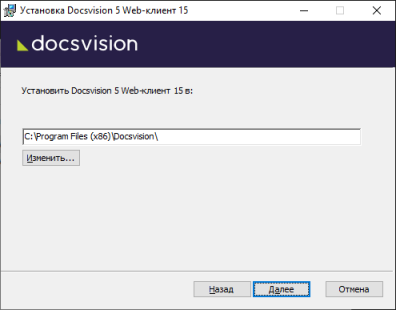 Установка Docsvision 5 Web-клиент 15
docsvision
Установить Docsvision 5 Web-клиент 15 в:
C:\Program Files (x86)\Docsvision\
Изменить...
Назад
Далее
Отмена